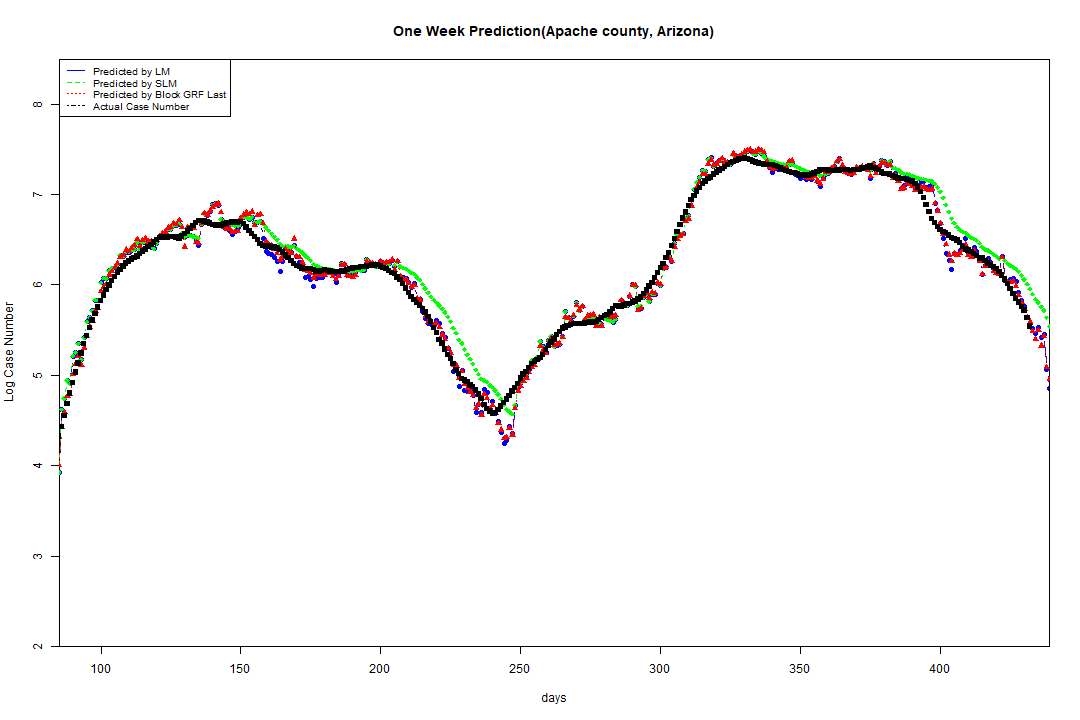 One Week Prediction(Apache county, Arizona)
Predicted by LM
Predicted by SLM
Predicted by Block GRF Last
Actual Case Number
Log Case Number
8
7
6
5
4
3
2
100 150 200 250 300 350 400
days